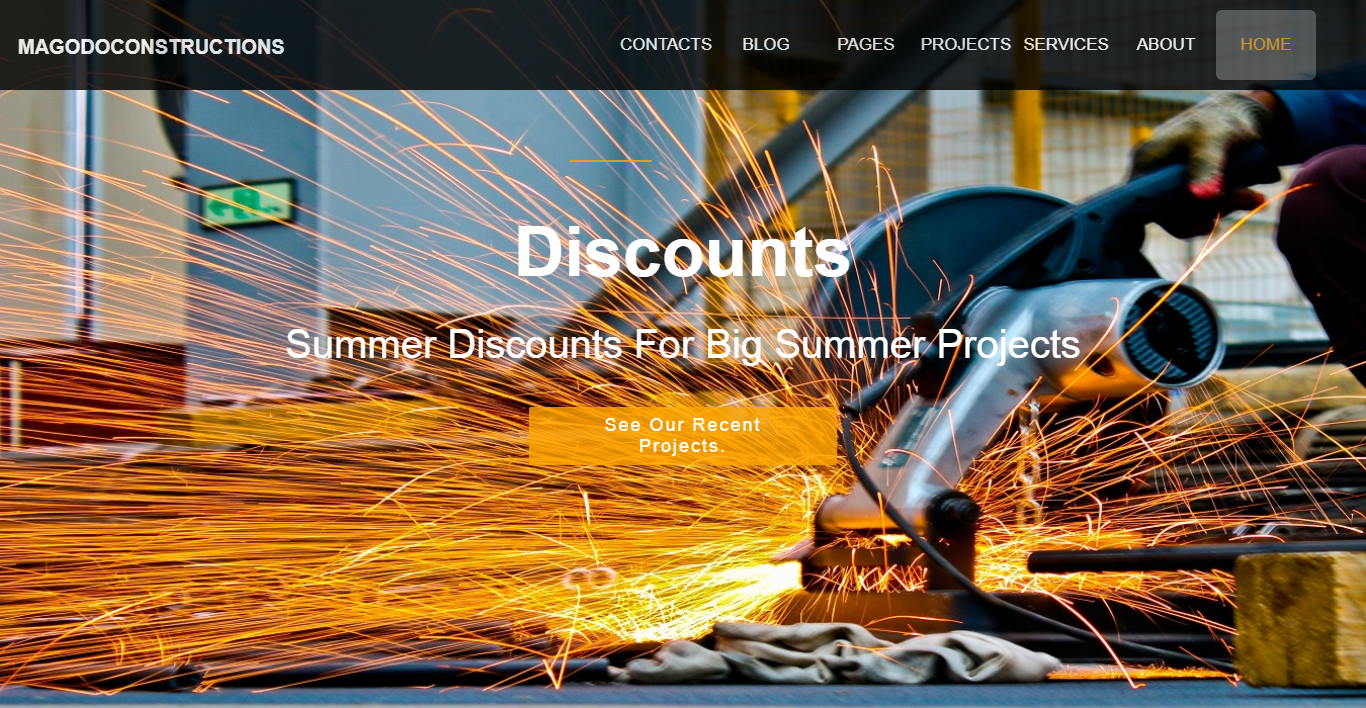 MAGODOCONSTRUCTIONS
CONTACTS BLOG PAGES PROJECTS SERVICES ABOUT HOME
Discounts
Summer Discounts For Big Summer Projects
See Our Recent
Projects.